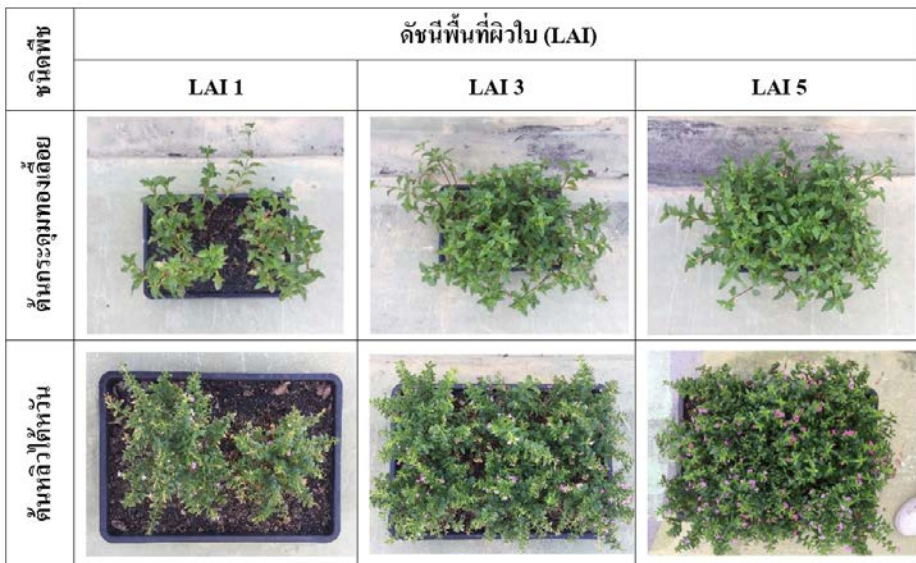 ชนิดพืช
ดัชนีพื้นที่ผิวใบ (LAI)
LAI 1
LAI 3
LAI 5
ต้นกระดุมทองเลื้อย
ต้นหลิวไต้หวัน